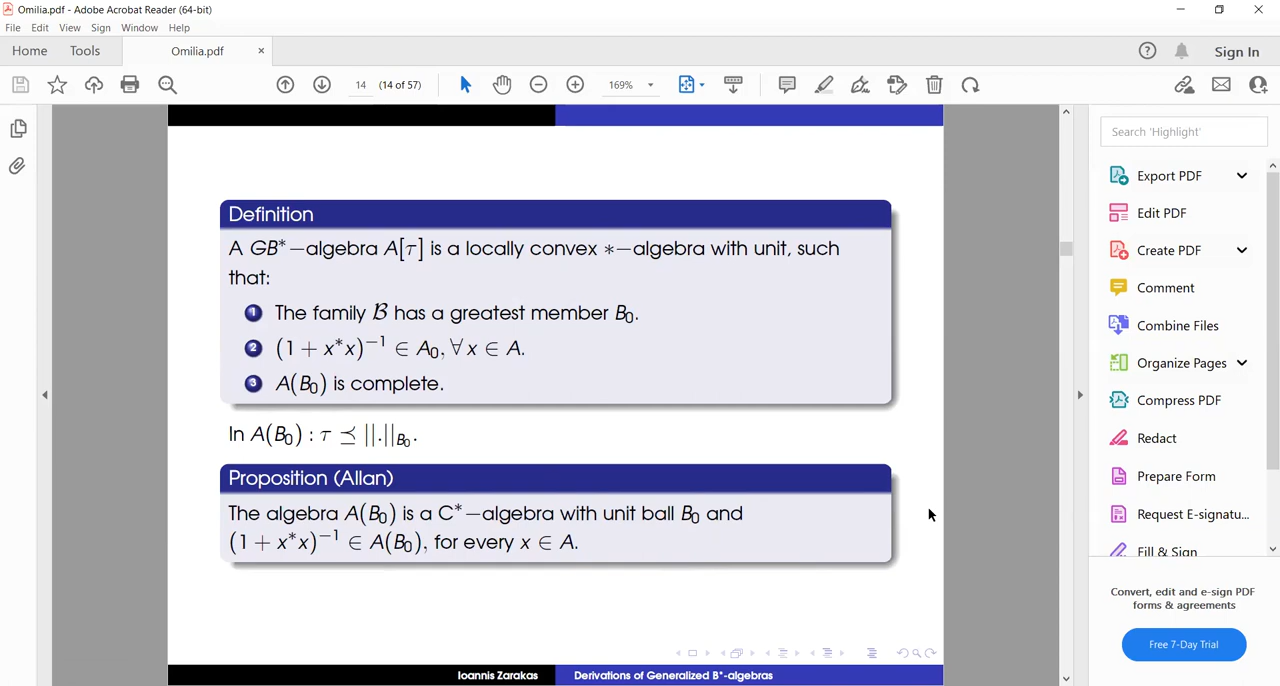 Omilia.pdf - Adobe Acrobat Reader (64-bit)
File Edit View Sign Window Help
Home Tools Omilia.pdf × Sign In
14 (14 of 57) 169%
Search 'Highlight'
Export PDF
Edit PDF
Create PDF
Comment
Combine Files
Organize Pages
Compress PDF
Redact
Prepare Form
Request E-signatu...
Fill & Sign
Convert, edit and e-sign PDF
forms & agreements
Free 7-Day Trial
Definition
A GB*−algebra A[τ] is a locally convex ∗−algebra with unit, such
that:
1 The family ℬ has a greatest member B₀.
2 (1 + x*x)⁻¹ ∈ A₀, ∀ x ∈ A.
3 A(B₀) is complete.
In A(B₀) : τ ⪯ ||.||_B₀.
Proposition (Allan)
The algebra A(B₀) is a C*−algebra with unit ball B₀ and
(1 + x*x)⁻¹ ∈ A(B₀), for every x ∈ A.
Ioannis Zarakas Derivations of Generalized B*-algebras